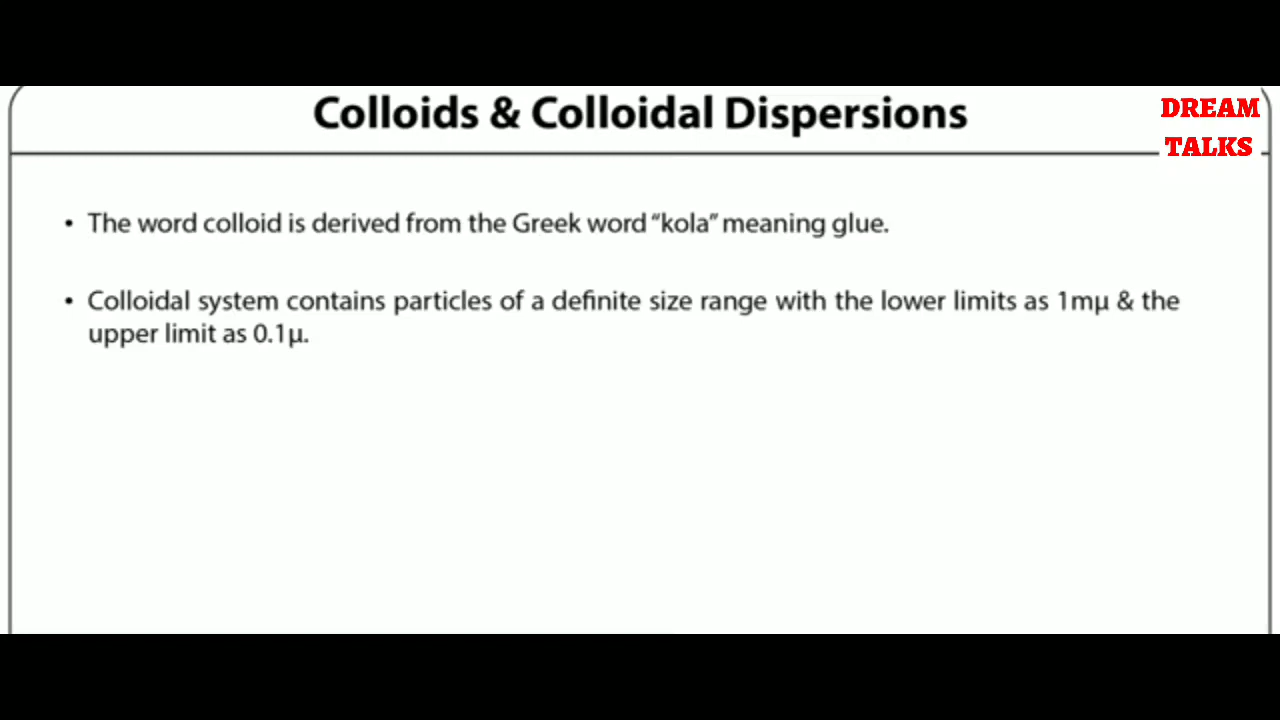 Colloids & Colloidal Dispersions
DREAM
TALKS
• The word colloid is derived from the Greek word “kola” meaning glue.
• Colloidal system contains particles of a definite size range with the lower limits as 1mµ & the
upper limit as 0.1µ.